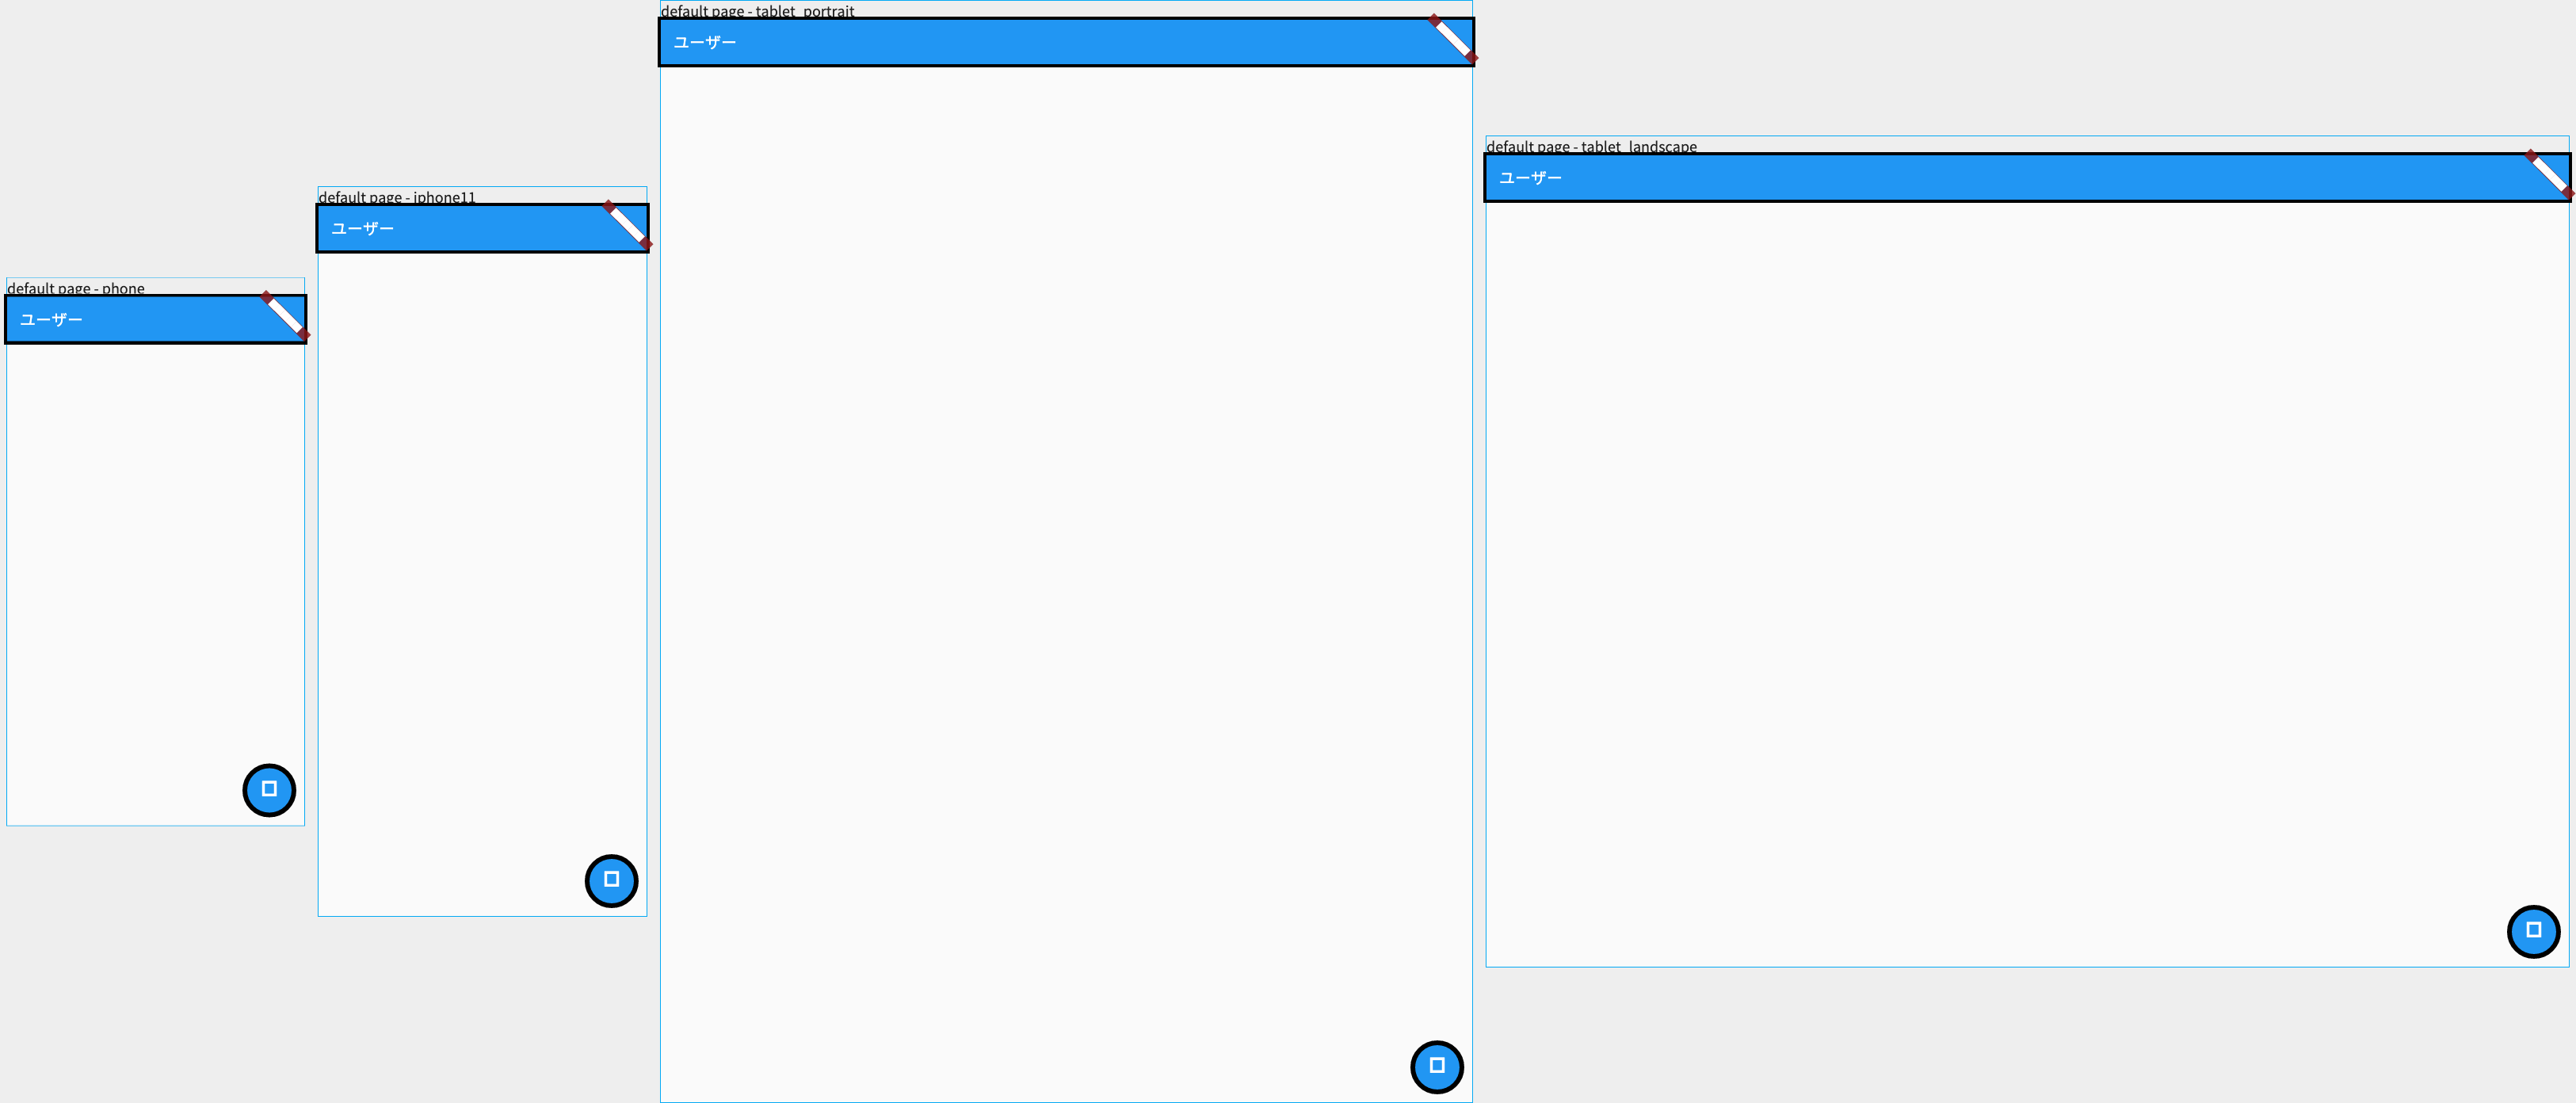 default page - phone
ユーザー
default page - iphone11
ユーザー
default page - tablet_portrait
ユーザー
default page - tablet_landscape
ユーザー